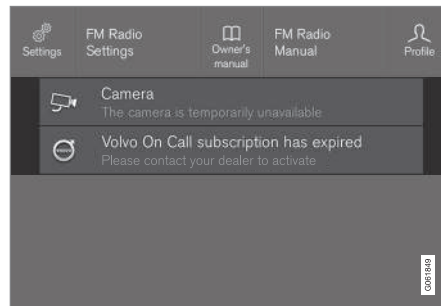 Settings
FM Radio
Settings
Owner's
manual
FM Radio
Manual
Profile
Camera
The camera is temporarily unavailable
Volvo On Call subscription has expired
Please contact your dealer to activate
G061849